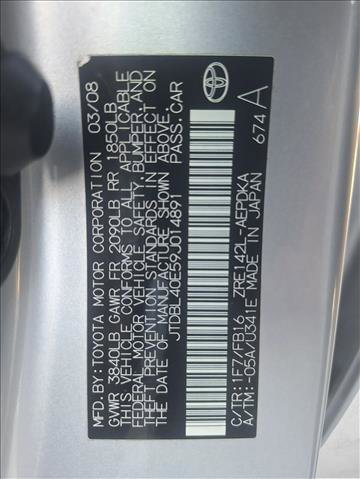 MFD.BY:TOYOTA MOTOR CORPORATION 03/08
GVWR 3840LB GAWR FR 2090LB RR 1850LB
THIS VEHICLE CONFORMS TO ALL APPLICABLE
FEDERAL MOTOR VEHICLE SAFETY, BUMPER, AND
THEFT PREVENTION STANDARDS IN EFFECT ON
THE DATE OF MANUFACTURE SHOWN ABOVE.
JTDBL40E59J014891 PASS.CAR
C/TR:1F7/FB16 ZRE142L-AEPDKA
A/TM:-05A/U341E MADE IN JAPAN
674 A